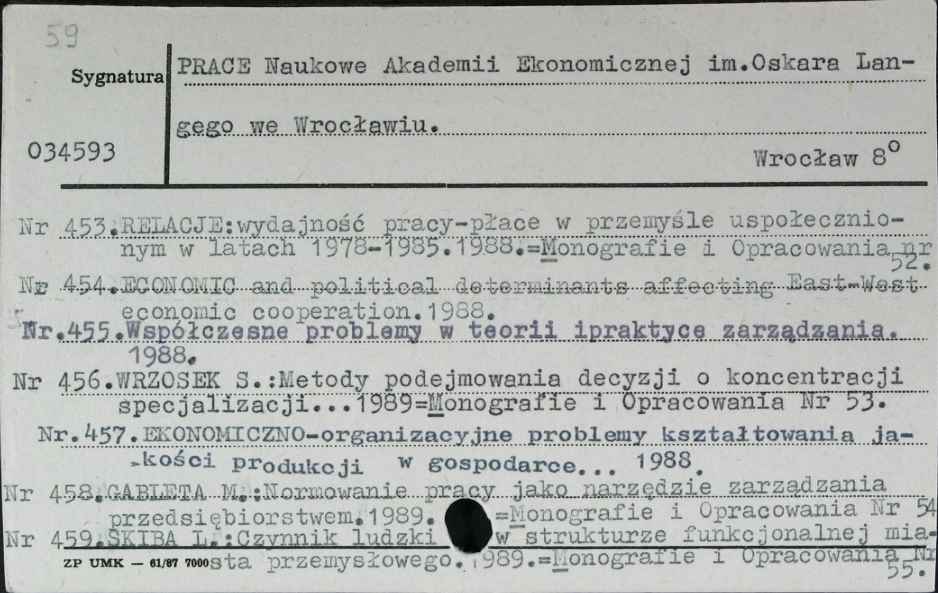 59
Sygnatura
PRACE Naukowe Akademii Ekonomicznej im.Oskara Lan-
gego we Wrocławiu.
034593
Wrocław 8⁰
Nr 453.RELACJE:wydajność pracy-płace w przemyśle uspołecznio-
nym w latach 1978-1985.1988.=Monografie i Opracowania nr
52.
Nr 454.ECONOMIC and political determinants affecting East-West
economic cooperation.1988.
Nr.455.Współczesne problemy w teorii ipraktyce zarządzania.
1988.
Nr 456.WRZOSEK S.:Metody podejmowania decyzji o koncentracji
specjalizacji...1989=Monografie i Opracowania Nr 53.
Nr.457.EKONOMICZNO-organizacyjne problemy kształtowania ja-
kości produkcji w gospodarce... 1988.
Nr 458.GABLETA M.:Normowanie pracy jako narzędzie zarządzania
przedsiębiorstwem.1989. =Monografie i Opracowania Nr 54
Nr 459.SKIBA L.:Czynnik ludzki w strukturze funkcjonalnej mia-
ZP UMK — 61/87 7000 sta przemysłowego.1989.=Monografie i Opracowania Nr
55.